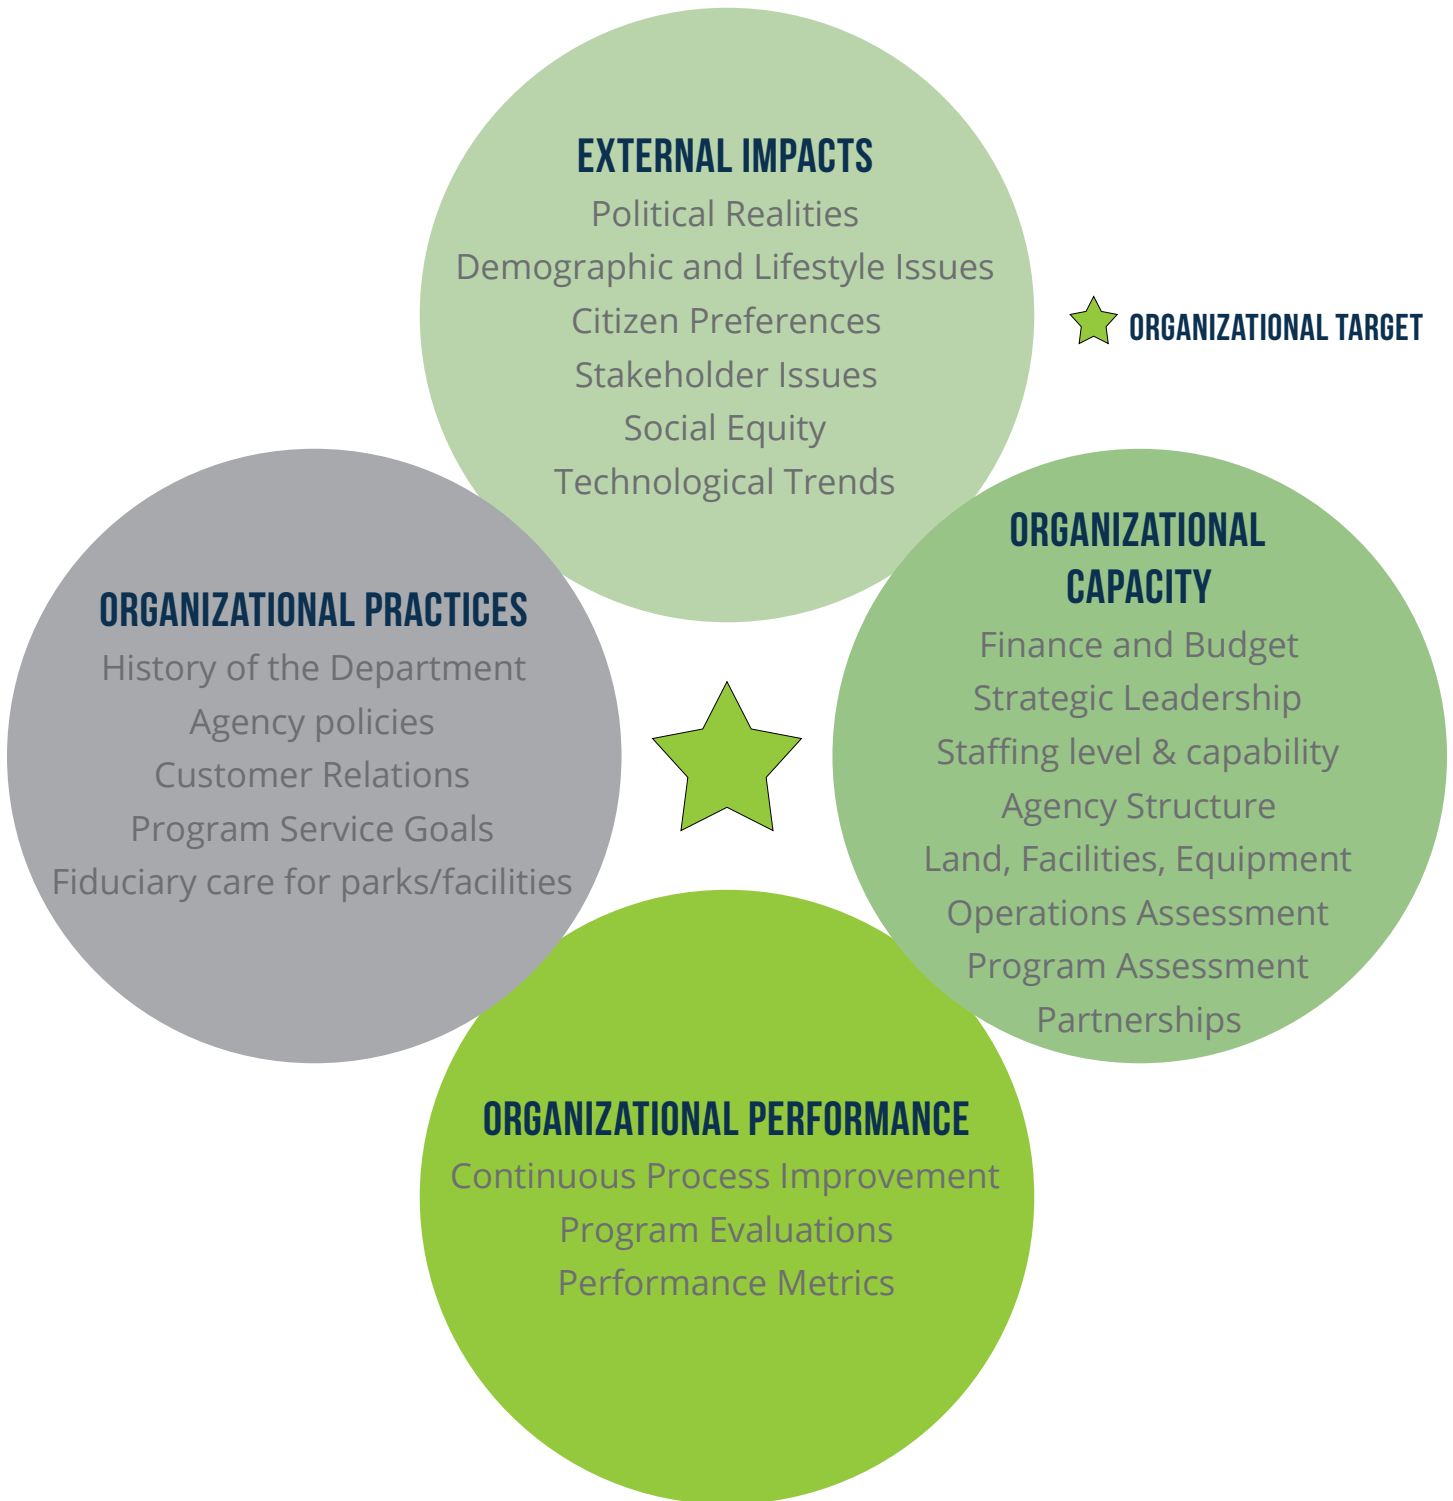 EXTERNAL IMPACTS
Political Realities
Demographic and Lifestyle Issues
Citizen Preferences
Stakeholder Issues
Social Equity
Technological Trends
ORGANIZATIONAL TARGET
ORGANIZATIONAL PRACTICES
History of the Department
Agency policies
Customer Relations
Program Service Goals
Fiduciary care for parks/facilities
ORGANIZATIONAL
CAPACITY
Finance and Budget
Strategic Leadership
Staffing level & capability
Agency Structure
Land, Facilities, Equipment
Operations Assessment
Program Assessment
Partnerships
ORGANIZATIONAL PERFORMANCE
Continuous Process Improvement
Program Evaluations
Performance Metrics